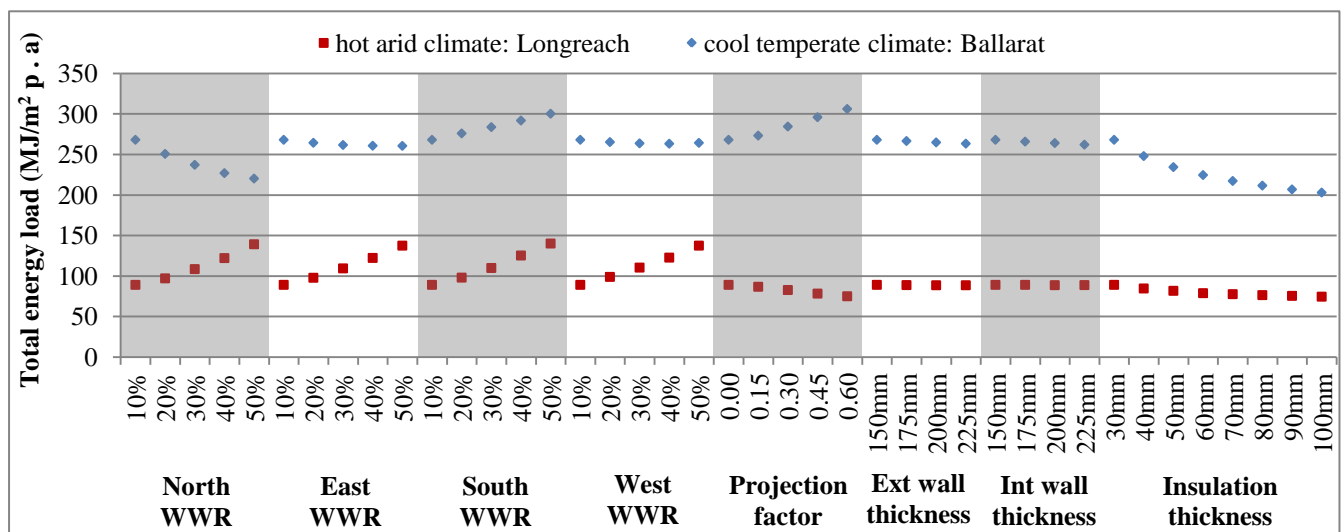 Total energy load (MJ/m² p . a)
hot arid climate: Longreach
cool temperate climate: Ballarat
350
300
250
200
150
100
50
0
10%
20%
30%
40%
50%
10%
20%
30%
40%
50%
10%
20%
30%
40%
50%
10%
20%
30%
40%
50%
0.00
0.15
0.30
0.45
0.60
150mm
175mm
200mm
225mm
150mm
175mm
200mm
225mm
30mm
40mm
50mm
60mm
70mm
80mm
90mm
100mm
North
WWR
East
WWR
South
WWR
West
WWR
Projection
factor
Ext wall
thickness
Int wall
thickness
Insulation
thickness